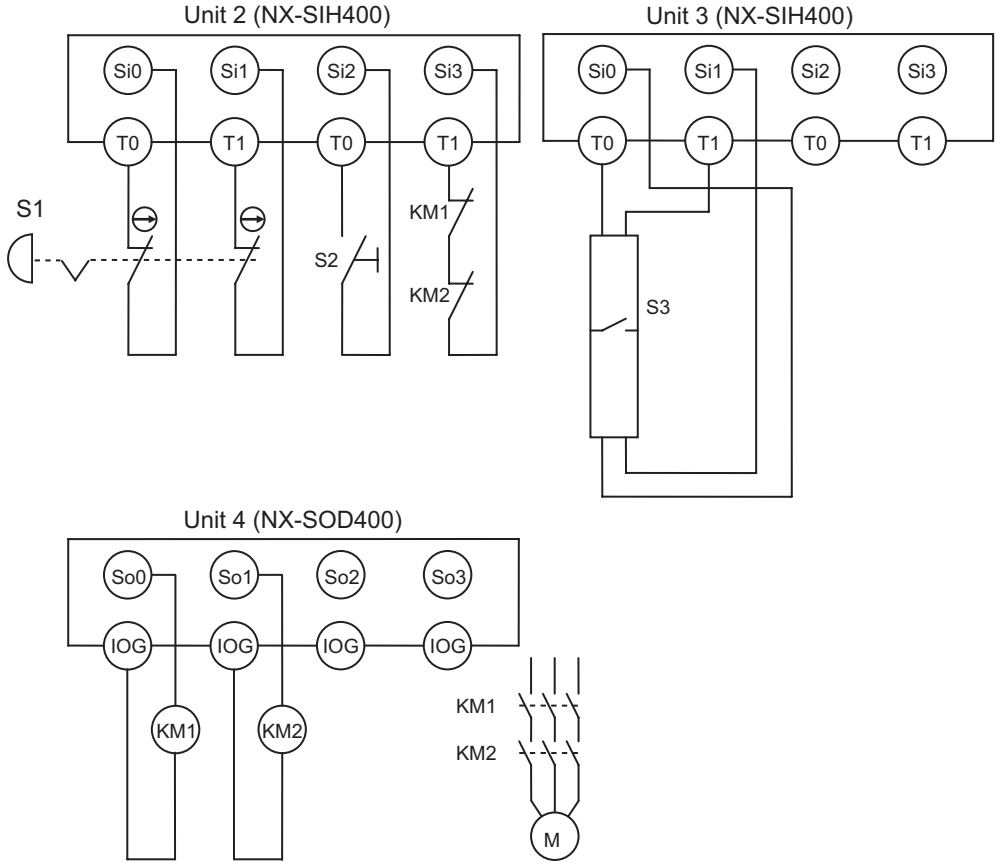 Unit 2 (NX-SIH400)
Si0 Si1 Si2 Si3
T0 T1 T0 T1
S1
S2
KM1
KM2
Unit 3 (NX-SIH400)
Si0 Si1 Si2 Si3
T0 T1 T0 T1
S3
Unit 4 (NX-SOD400)
So0 So1 So2 So3
IOG IOG IOG IOG
KM1 KM2
KM1
KM2
M